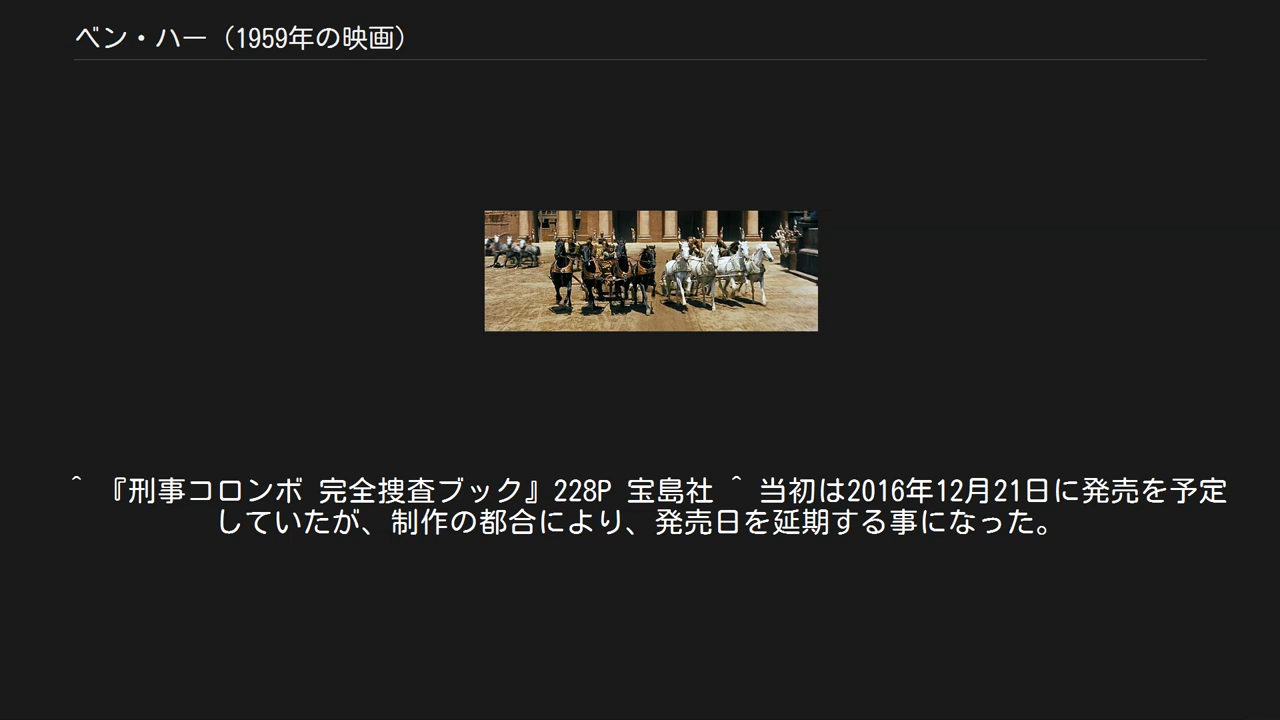 ベン・ハー（1959年の映画）
^ 『刑事コロンボ 完全捜査ブック』228P 宝島社 ^ 当初は2016年12月21日に発売を予定
していたが、制作の都合により、発売日を延期する事になった。